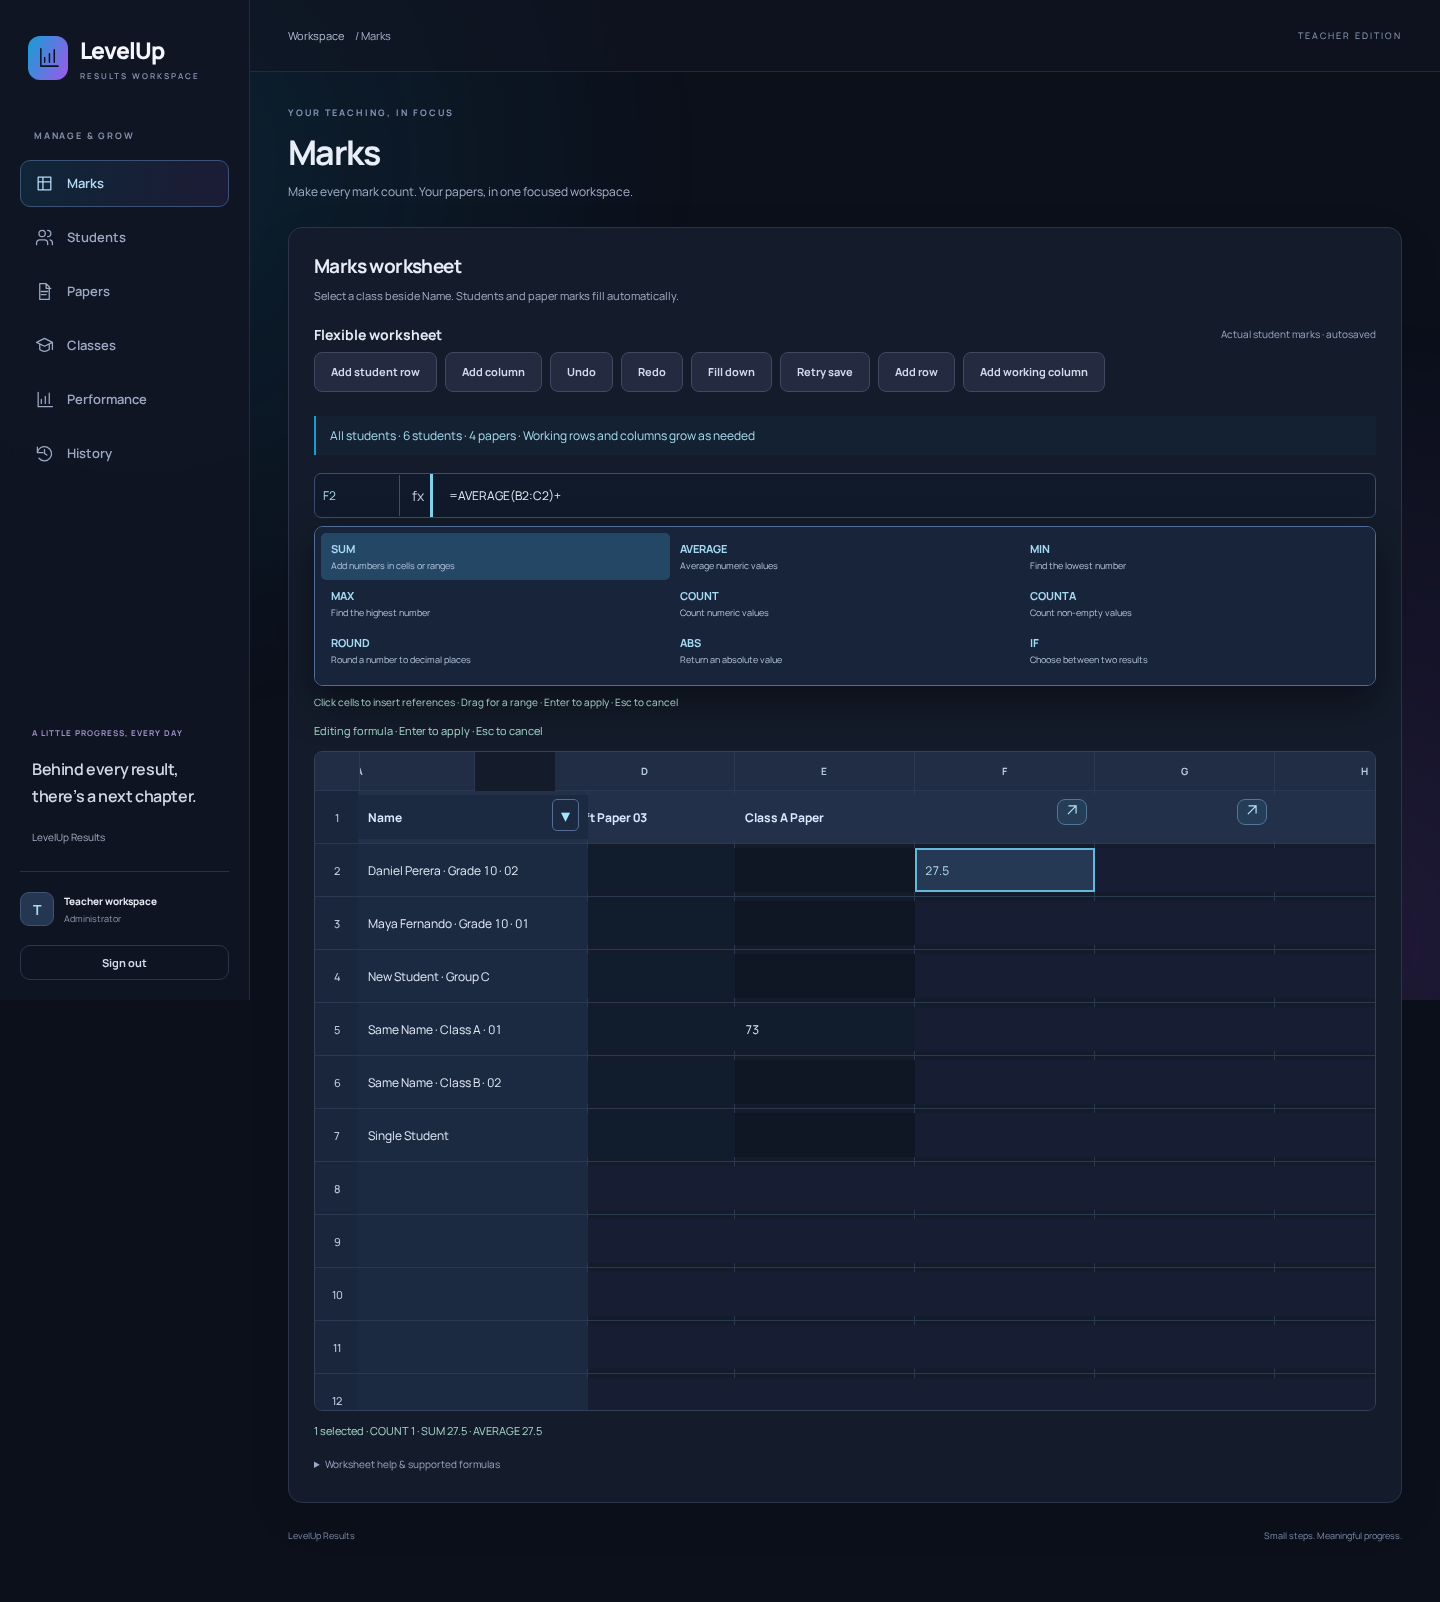 LevelUp
RESULTS WORKSPACE
MANAGE & GROW
Marks
Students
Papers
Classes
Performance
History
A LITTLE PROGRESS, EVERY DAY
Behind every result,
there's a next chapter.
LevelUp Results
T
Teacher workspace
Administrator
Sign out
Workspace / Marks
TEACHER EDITION
YOUR TEACHING, IN FOCUS
Marks
Make every mark count. Your papers, in one focused workspace.
Marks worksheet
Select a class beside Name. Students and paper marks fill automatically.
Flexible worksheet
Actual student marks · autosaved
Add student row Add column Undo Redo Fill down Retry save Add row Add working column
All students · 6 students · 4 papers · Working rows and columns grow as needed
F2 fx =AVERAGE(B2:C2)+
SUM AVERAGE MIN
Add numbers in cells or ranges Average numeric values Find the lowest number
MAX COUNT COUNTA
Find the highest number Count numeric values Count non-empty values
ROUND ABS IF
Round a number to decimal places Return an absolute value Choose between two results
Click cells to insert references · Drag for a range · Enter to apply · Esc to cancel
Editing formula · Enter to apply · Esc to cancel
D E F G H
1 Name ▼ ft Paper 03 Class A Paper
2 Daniel Perera · Grade 10 · 02 27.5
3 Maya Fernando · Grade 10 · 01
4 New Student · Group C
5 Same Name · Class A · 01 73
6 Same Name · Class B · 02
7 Single Student
8
9
10
11
12
1 selected · COUNT 1 · SUM 27.5 · AVERAGE 27.5
▶ Worksheet help & supported formulas
LevelUp Results
Small steps. Meaningful progress.